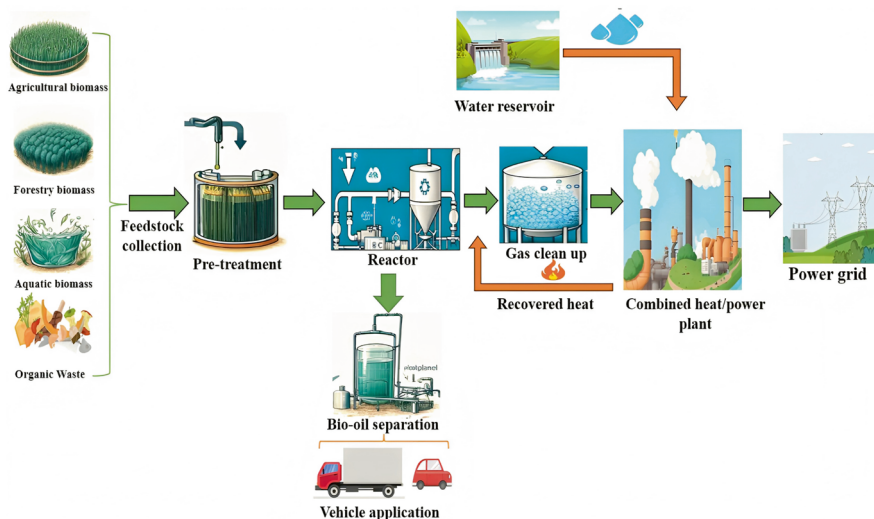 Agricultural biomass
Forestry biomass
Aquatic biomass
Organic Waste
Feedstock
collection
Pre-treatment
Reactor
Gas clean up
Water reservoir
Recovered heat
Combined heat/power
plant
Power grid
Bio-oil separation
Vehicle application